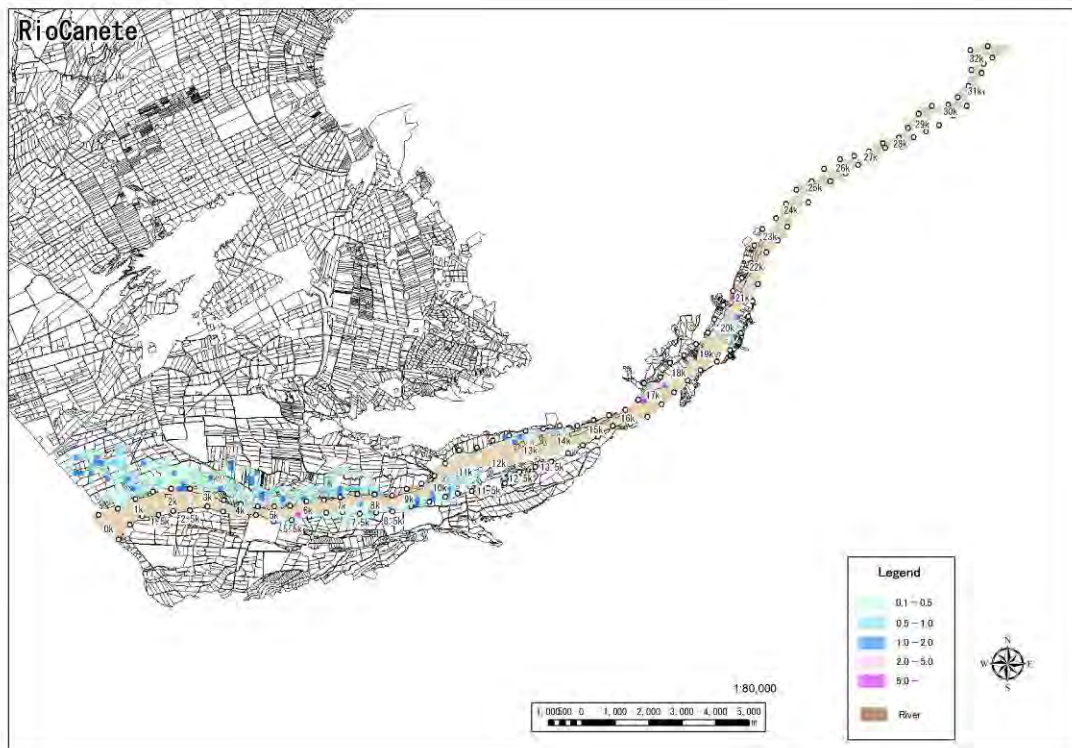 RioCanete
32k
31k
30k
29k
28k
27k
26k
25k
24k
23k
22k
21k
20k
19k
18k
17k
16k
15k
14k
13k
13.5k
12k
12.5k
11k
11.5k
10k
9k
8k
8.5k
7k
7.5k
6k
5k
5.5k
4k
3k
2k
2.5k
1k
1.5k
0k
Legend
0.1－0.5
0.5－1.0
1.0－2.0
2.0－5.0
5.0－
River
N
W
E
S
1:80,000
1,000 500 0 1,000 2,000 3,000 4,000 5,000
m